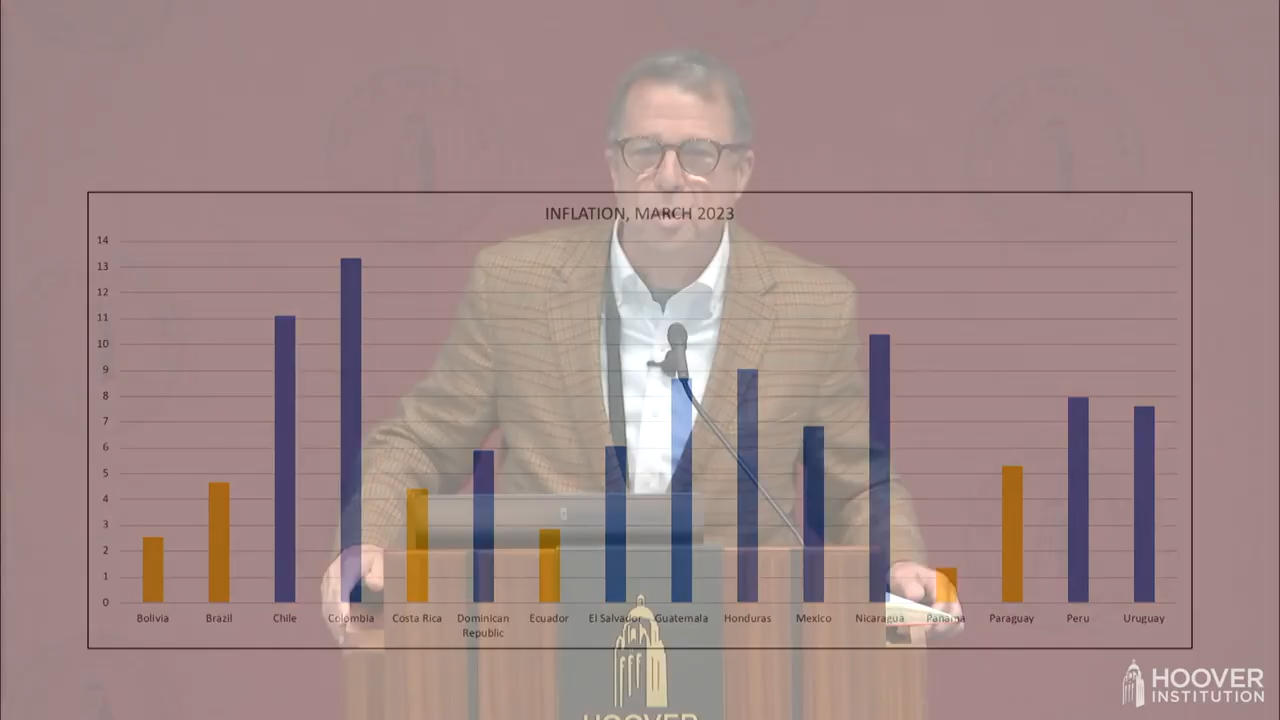 INFLATION, MARCH 2023
14
13
12
11
10
9
8
7
6
5
4
3
2
1
0
Bolivia
Brazil
Chile
Colombia
Costa Rica
Dominican
Republic
Ecuador
El Salvador
Guatemala
Honduras
Mexico
Nicaragua
Panama
Paraguay
Peru
Uruguay
HOOVER
HOOVER
INSTITUTION